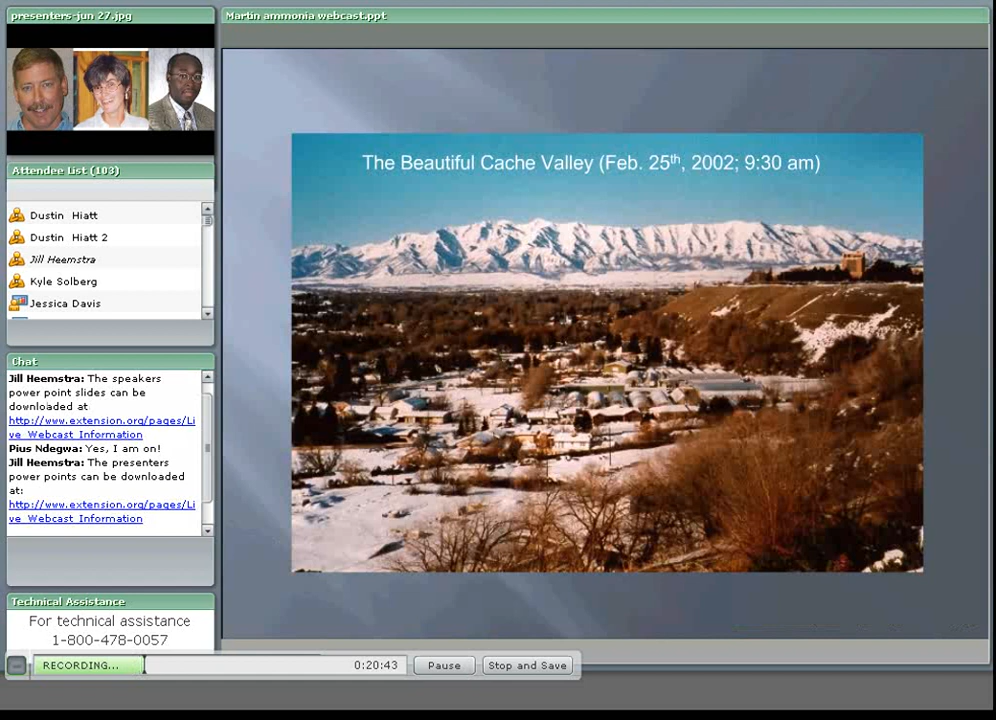 presenters-jun 27.jpg
Martin ammonia webcast.ppt
The Beautiful Cache Valley (Feb. 25th, 2002; 9:30 am)
Attendee List (103)
Dustin Hiatt
Dustin Hiatt 2
Jill Heemstra
Kyle Solberg
Jessica Davis
Chat
Jill Heemstra: The speakers
power point slides can be
downloaded at
http://www.extension.org/pages/Li
ve_Webcast_Information
Pius Ndegwa: Yes, I am on!
Jill Heemstra: The presenters
power points can be downloaded
at:
http://www.extension.org/pages/Li
ve_Webcast_Information
Technical Assistance
For technical assistance
1-800-478-0057
RECORDING...
0:20:43
Pause
Stop and Save